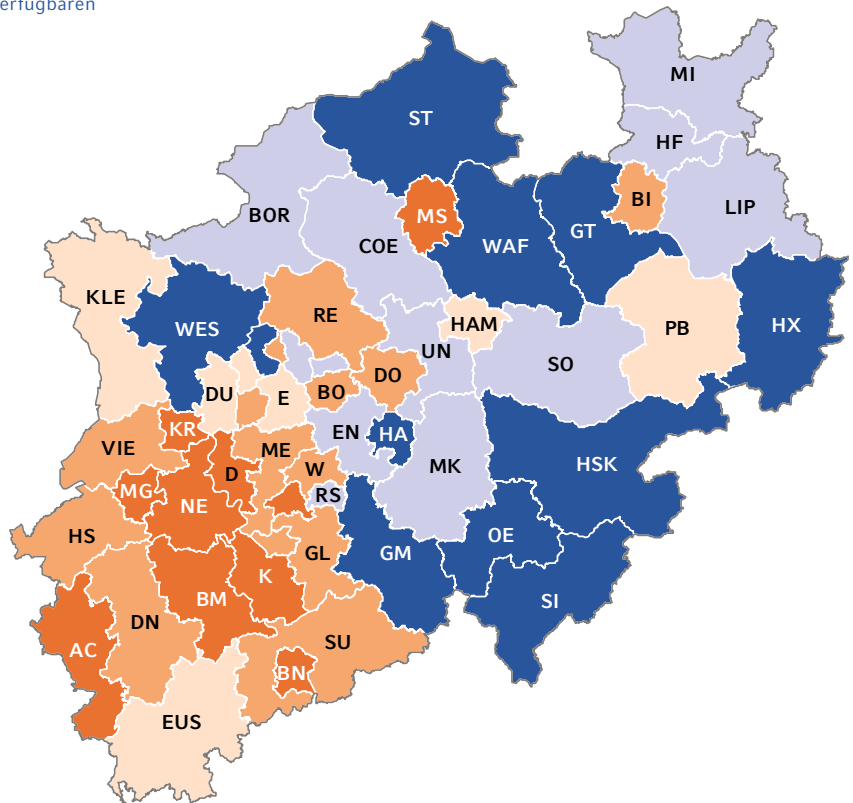 erfügbaren
MI
ST
HF
BI
LIP
BOR
MS
GT
COE
WAF
KLE
WES
RE
HAM
PB
HX
UN
SO
DO
DU
E
BO
KR
EN
HA
VIE
ME
MK
HSK
W
D
MG
RS
NE
HS
GL
GM
OE
K
BM
SI
DN
SU
AC
BN
EUS